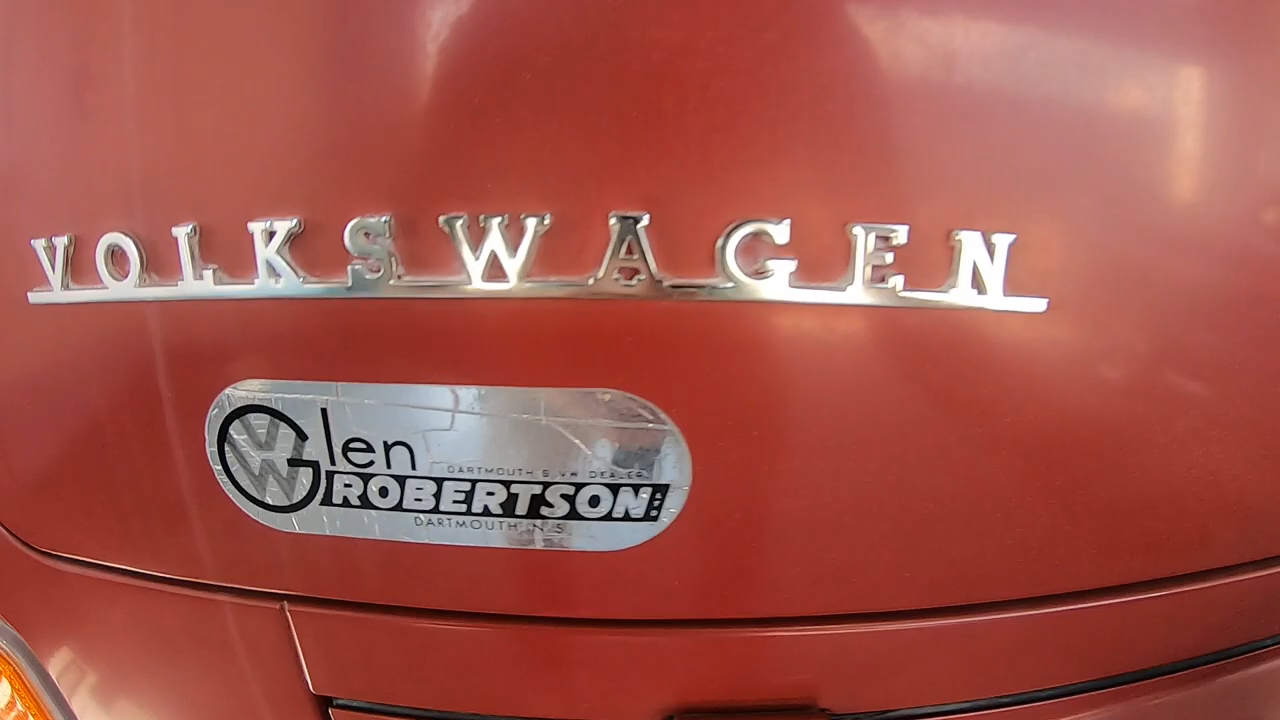 VOLKSWAGEN
Glen
DARTMOUTH'S VW DEALER
ROBERTSON
DARTMOUTH N S